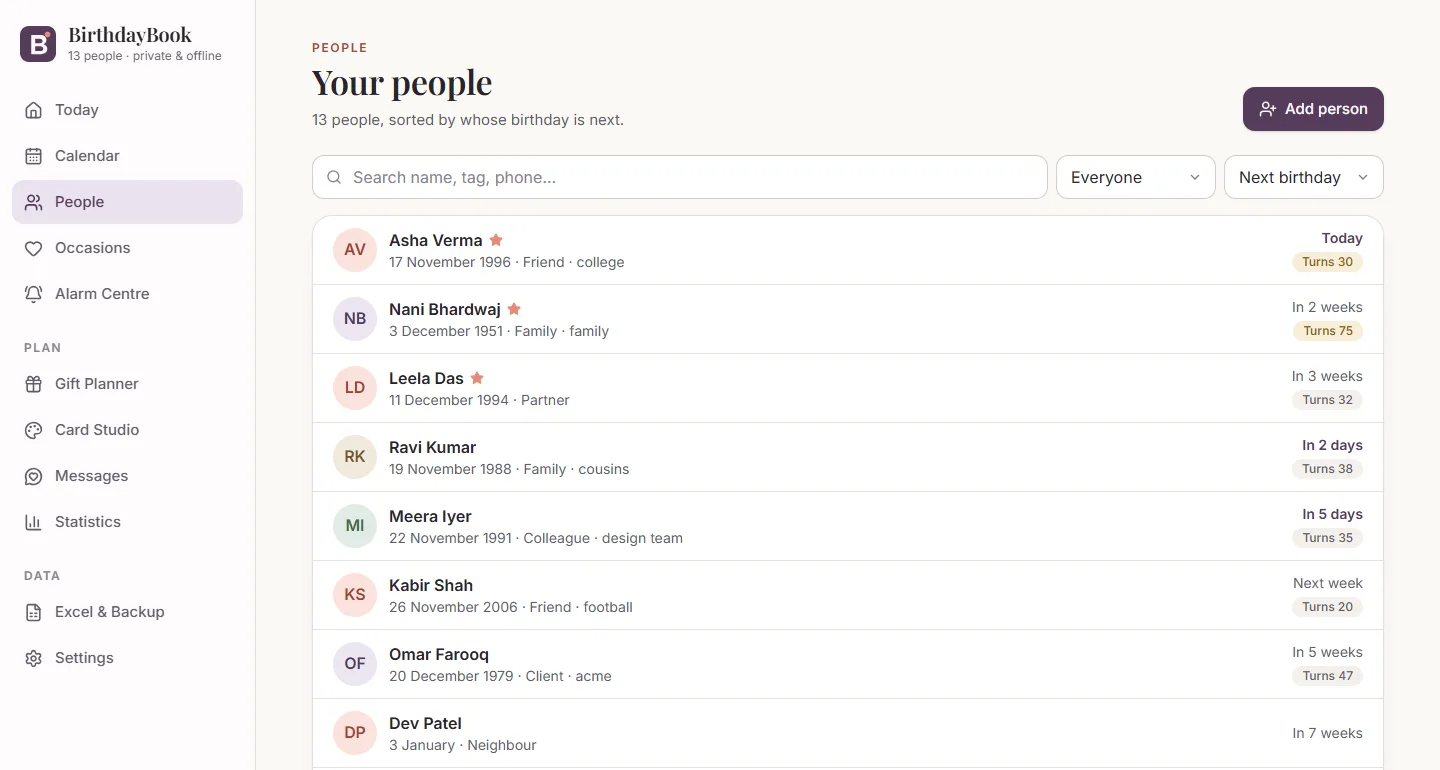 B
BirthdayBook
13 people · private & offline
Today
Calendar
People
Occasions
Alarm Centre
PLAN
Gift Planner
Card Studio
Messages
Statistics
DATA
Excel & Backup
Settings
PEOPLE
Your people
13 people, sorted by whose birthday is next.
Add person
Search name, tag, phone...
Everyone
Next birthday
AV
Asha Verma
17 November 1996 · Friend · college
Today
Turns 30
NB
Nani Bhardwaj
3 December 1951 · Family · family
In 2 weeks
Turns 75
LD
Leela Das
11 December 1994 · Partner
In 3 weeks
Turns 32
RK
Ravi Kumar
19 November 1988 · Family · cousins
In 2 days
Turns 38
MI
Meera Iyer
22 November 1991 · Colleague · design team
In 5 days
Turns 35
KS
Kabir Shah
26 November 2006 · Friend · football
Next week
Turns 20
OF
Omar Farooq
20 December 1979 · Client · acme
In 5 weeks
Turns 47
DP
Dev Patel
3 January · Neighbour
In 7 weeks